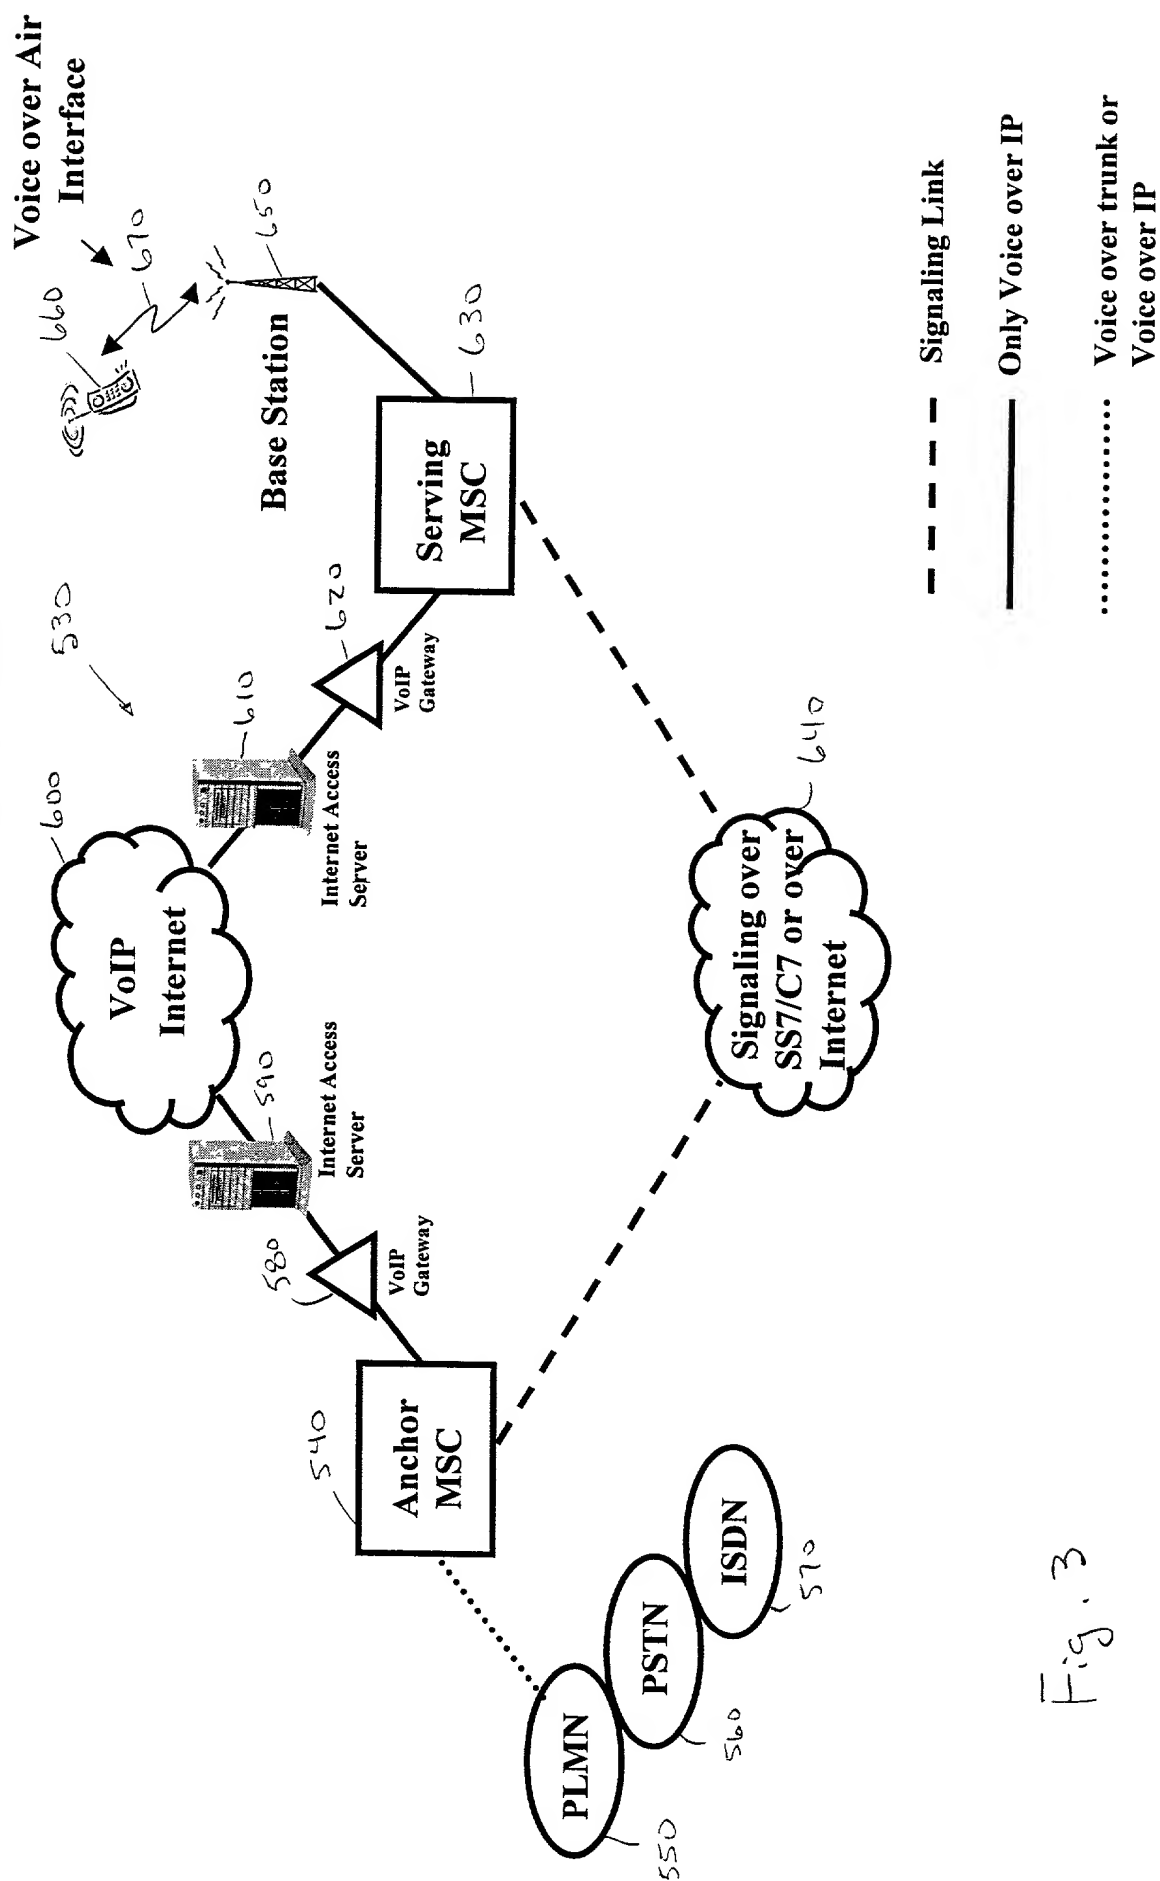 Voice over Air
Interface
660
670
650
Base Station
530
600
VoIP
Internet
610
Internet Access
Server
620
VoIP
Gateway
Serving
MSC
630
590
Internet Access
Server
580
VoIP
Gateway
540
Anchor
MSC
PLMN
550
PSTN
560
ISDN
570
Signaling over
SS7/C7 or over
Internet
640
Signaling Link
Only Voice over IP
Voice over trunk or
Voice over IP
Fig. 3